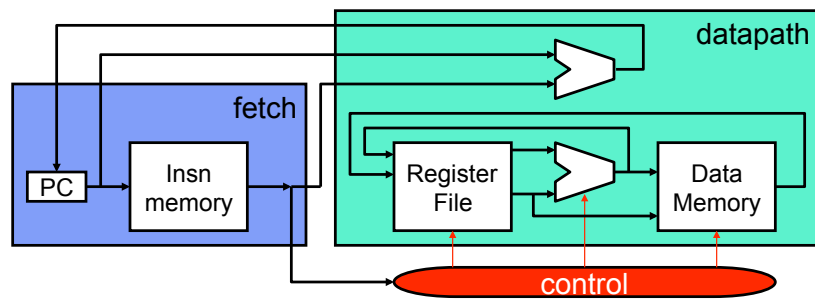 datapath
fetch
PC
Insn
memory
Register
File
Data
Memory
control